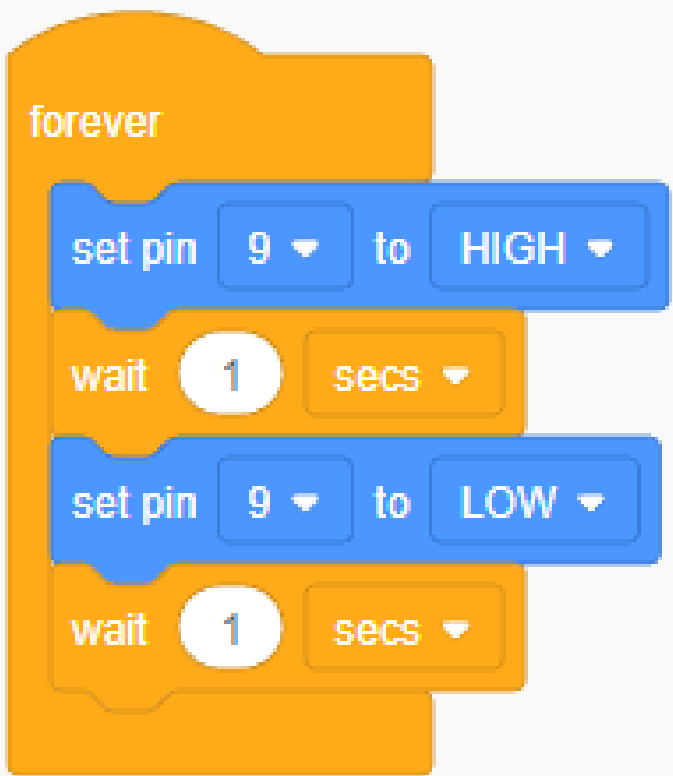 forever
set pin 9 to HIGH
wait 1 secs
set pin 9 to LOW
wait 1 secs